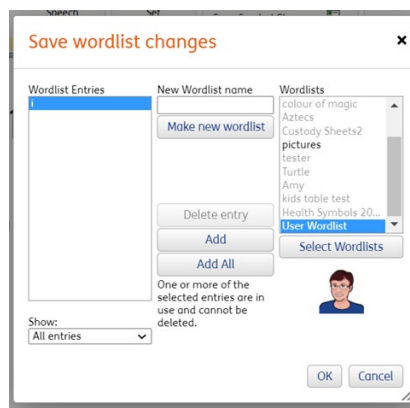 Speech
Set
Save wordlist changes
Wordlist Entries
i
New Wordlist name
Make new wordlist
Delete entry
Add
Add All
One or more of the
selected entries are in
use and cannot be
deleted.
Wordlists
colour of magic
Aztecs
Custody Sheets2
pictures
tester
Turtle
Amy
kids table test
Health Symbols 20...
User Wordlist
Select Wordlists
Show:
All entries
OK
Cancel